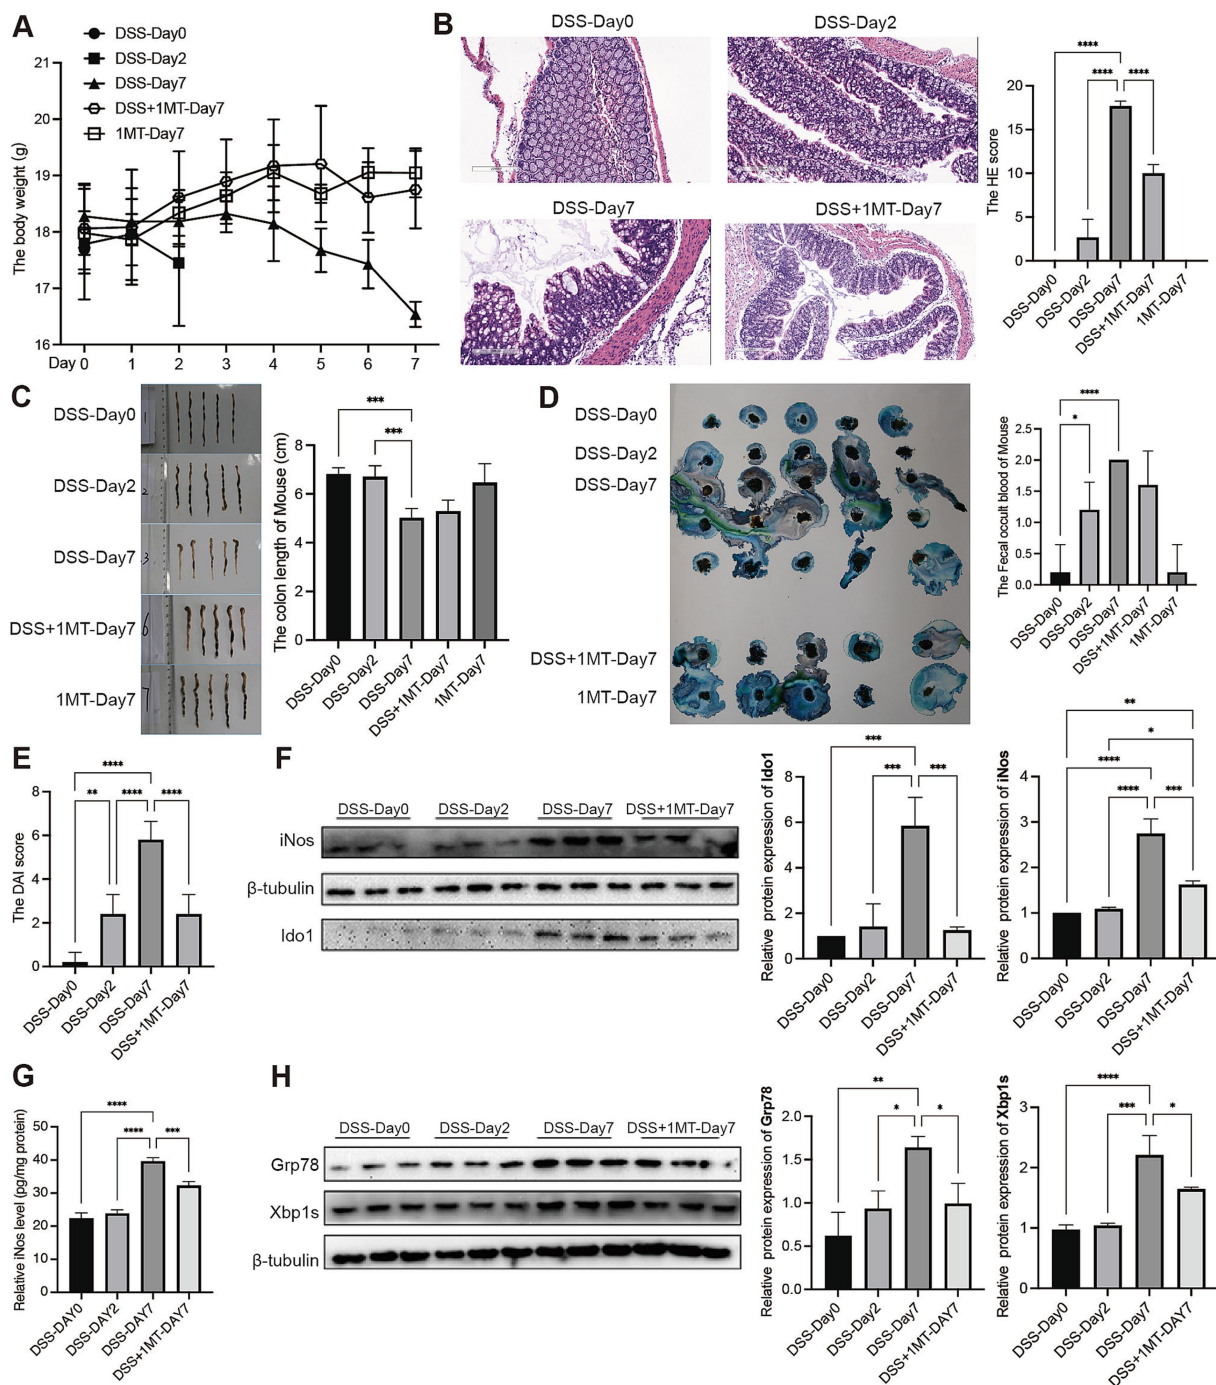 A
DSS-Day0
DSS-Day2
DSS-Day7
DSS+1MT-Day7
1MT-Day7
The body weight (g)
21
20
19
18
17
16
Day 0 1 2 3 4 5 6 7
B
DSS-Day0
DSS-Day2
DSS-Day7
DSS+1MT-Day7
The HE score
20
15
10
5
0
****
**** ****
DSS-Day0
DSS-Day2
DSS-Day7
DSS+1MT-Day7
1MT-Day7
C
DSS-Day0
DSS-Day2
DSS-Day7
DSS+1MT-Day7
1MT-Day7
1
2
3
6
7
The colon length of Mouse (cm)
8
6
4
2
0
***
***
DSS-Day0
DSS-Day2
DSS-Day7
DSS+1MT-Day7
1MT-Day7
D
DSS-Day0
DSS-Day2
DSS-Day7
DSS+1MT-Day7
1MT-Day7
The Fecal occult blood of Mouse
2.5
2.0
1.5
1.0
0.5
0.0
****
*
DSS-Day0
DSS-Day2
DSS-Day7
DSS+1MT-Day7
1MT-Day7
E
The DAI score
8
6
4
2
0
****
** **** ****
DSS-Day0
DSS-Day2
DSS-Day7
DSS+1MT-Day7
F
DSS-Day0 DSS-Day2 DSS-Day7 DSS+1MT-Day7
iNos
β-tubulin
Ido1
Relative protein expression of Ido1
8
6
4
2
0
***
*** ***
DSS-Day0
DSS-Day2
DSS-Day7
DSS+1MT-Day7
Relative protein expression of iNos
4
3
2
1
0
**
*
****
**** ***
DSS-Day0
DSS-Day2
DSS-Day7
DSS+1MT-Day7
G
Relative iNos level (pg/mg protein)
50
40
30
20
10
0
****
**** ***
DSS-DAY0
DSS-DAY2
DSS-DAY7
DSS+1MT-DAY7
H
DSS-Day0 DSS-Day2 DSS-Day7 DSS+1MT-Day7
Grp78
Xbp1s
β-tubulin
Relative protein expression of Grp78
2.0
1.5
1.0
0.5
0.0
**
* *
DSS-Day0
DSS-Day2
DSS-Day7
DSS+1MT-DAY7
Relative protein expression of Xbp1s
3
2
1
0
****
*** *
DSS-Day0
DSS-Day2
DSS-Day7
DSS+1MT-DAY7